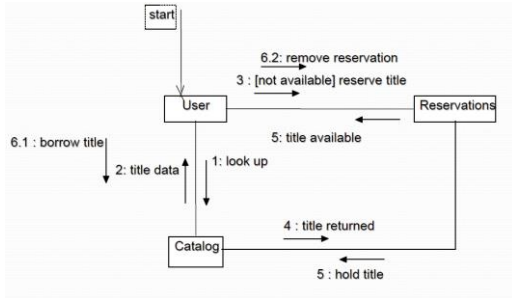 start
6.2: remove reservation
3 : [not available] reserve title
User
Reservations
5: title available
6.1 : borrow title
2: title data
1: look up
4 : title returned
Catalog
5 : hold title